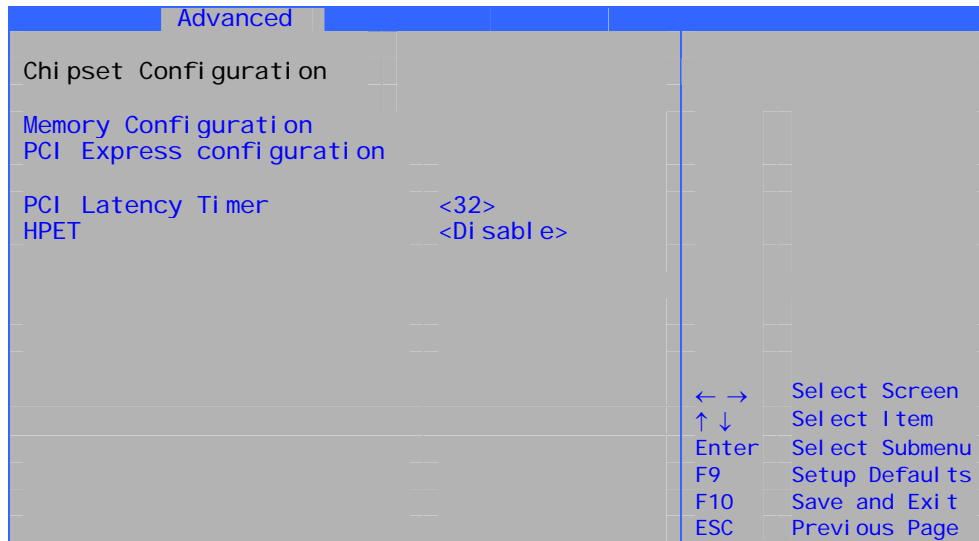 Advanced
Chipset Configuration
Memory Configuration
PCI Express configuration
PCI Latency Timer <32>
HPET <Disable>
← → Select Screen
↑ ↓ Select Item
Enter Select Submenu
F9 Setup Defaults
F10 Save and Exit
ESC Previous Page